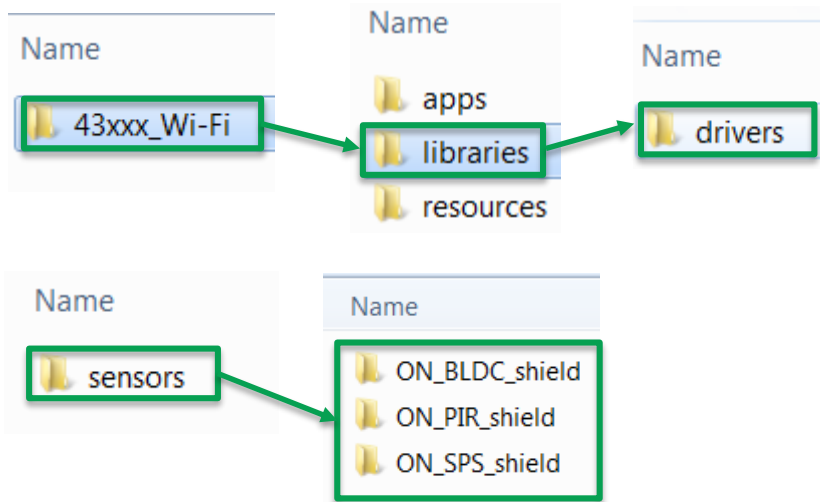 Name
43xxx_Wi-Fi
Name
apps
libraries
resources
Name
drivers
Name
sensors
Name
ON_BLDC_shield
ON_PIR_shield
ON_SPS_shield